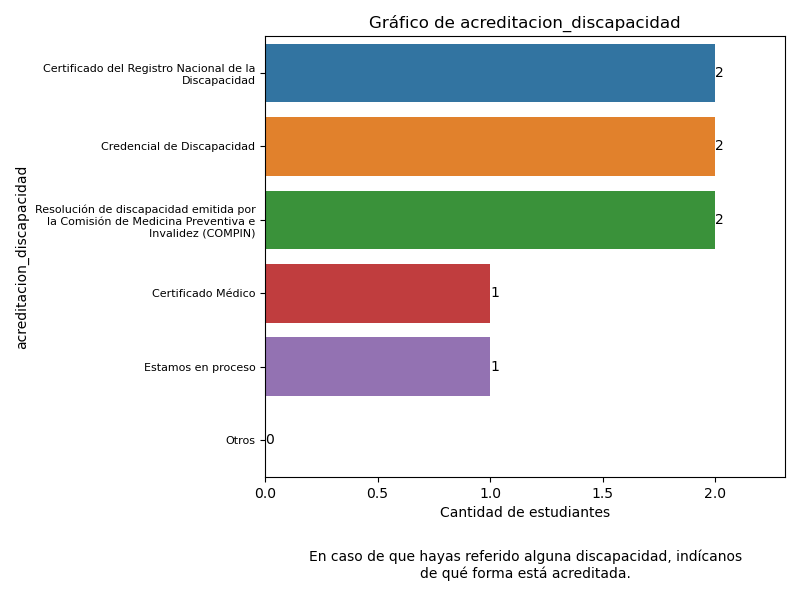 Gráfico de acreditacion_discapacidad
Certificado del Registro Nacional de la
Discapacidad
2
Credencial de Discapacidad
2
Resolución de discapacidad emitida por
la Comisión de Medicina Preventiva e
Invalidez (COMPIN)
2
Certificado Médico
1
Estamos en proceso
1
Otros
0
acreditacion_discapacidad
0.0 0.5 1.0 1.5 2.0
Cantidad de estudiantes
En caso de que hayas referido alguna discapacidad, indícanos
de qué forma está acreditada.